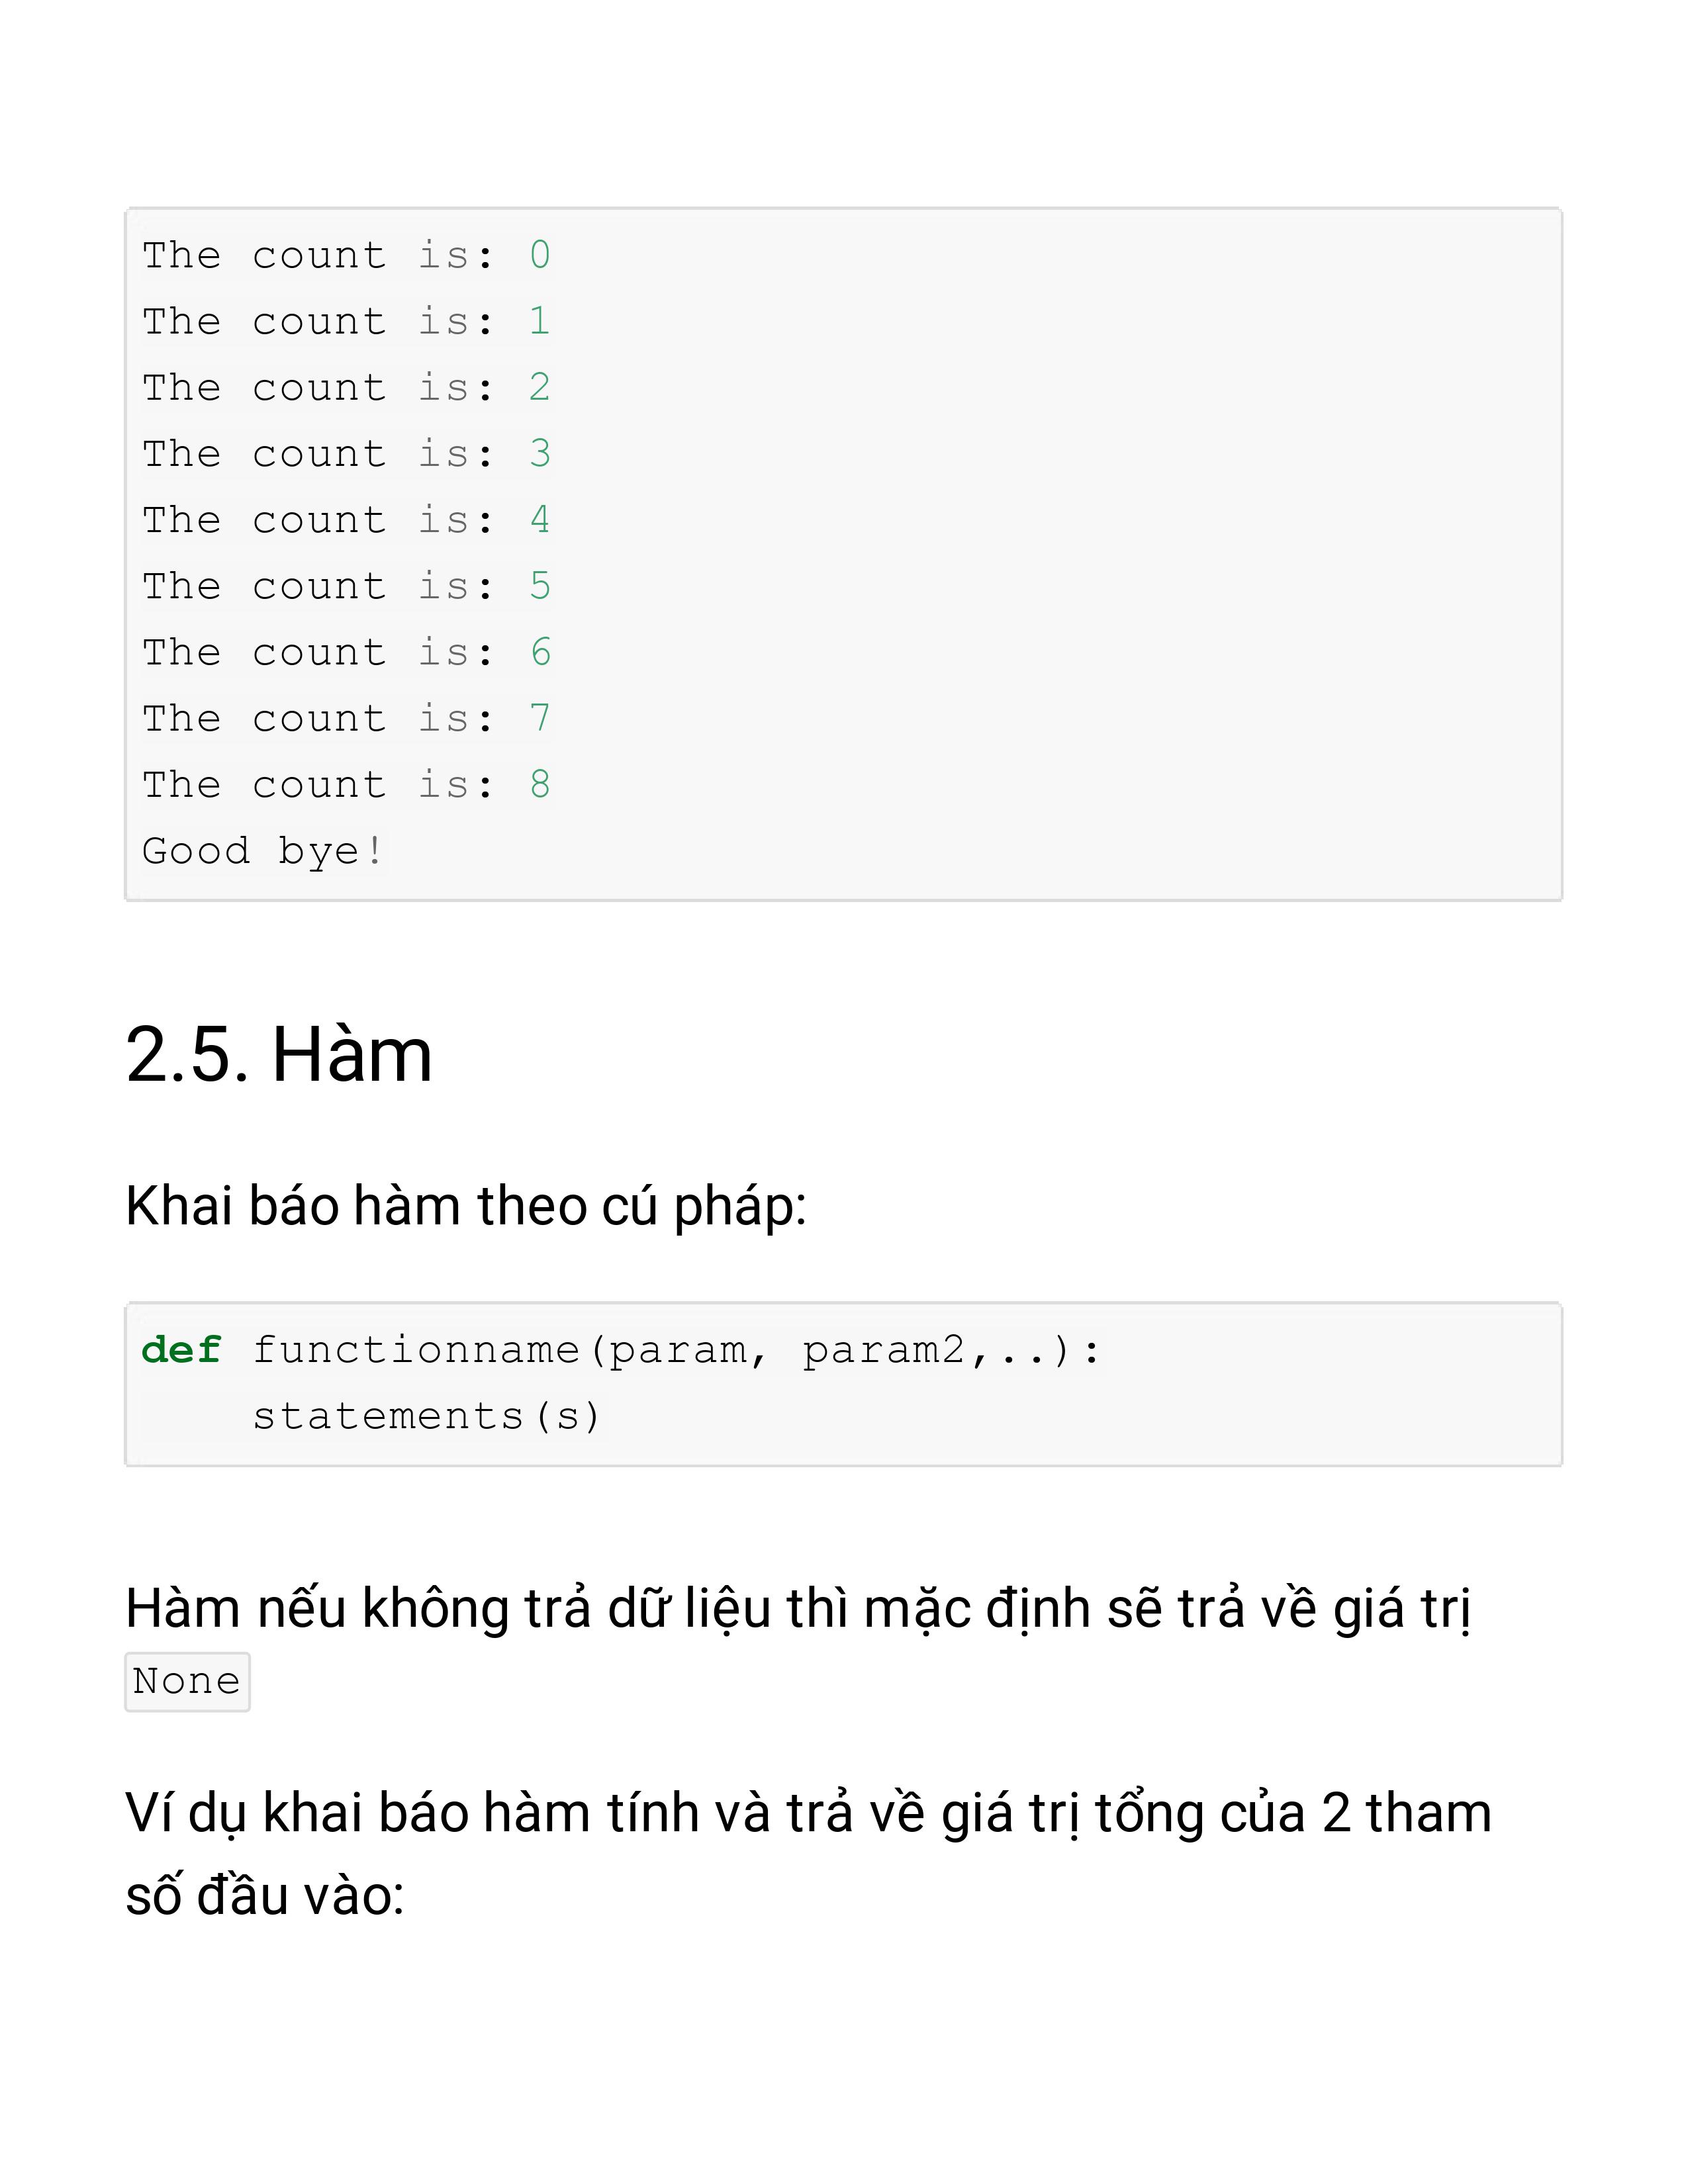 The count is: 0
The count is: 1
The count is: 2
The count is: 3
The count is: 4
The count is: 5
The count is: 6
The count is: 7
The count is: 8
Good bye!
2.5. Hàm
Khai báo hàm theo cú pháp:
def functionname(param, param2,..):
    statements(s)
Hàm nếu không trả dữ liệu thì mặc định sẽ trả về giá trị
None
Ví dụ khai báo hàm tính và trả về giá trị tổng của 2 tham
số đầu vào: